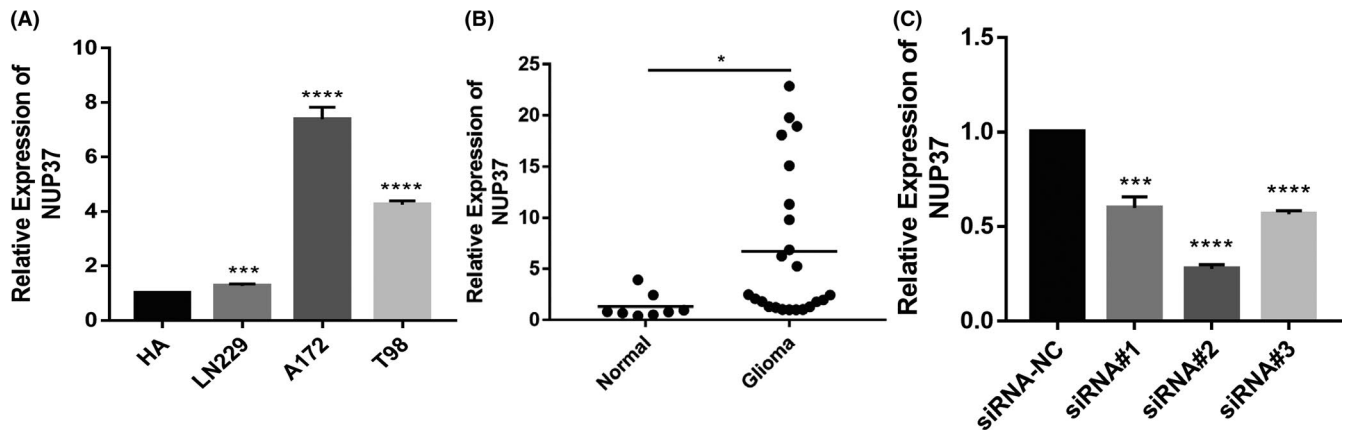 (A)
Relative Expression of
NUP37
10
8
6
4
2
0
***
****
****
HA
LN229
A172
T98
(B)
Relative Expression of
NUP37
25
20
15
10
5
0
*
Normal
Glioma
(C)
Relative Expression of
NUP37
1.5
1.0
0.5
0.0
***
****
****
siRNA-NC
siRNA#1
siRNA#2
siRNA#3